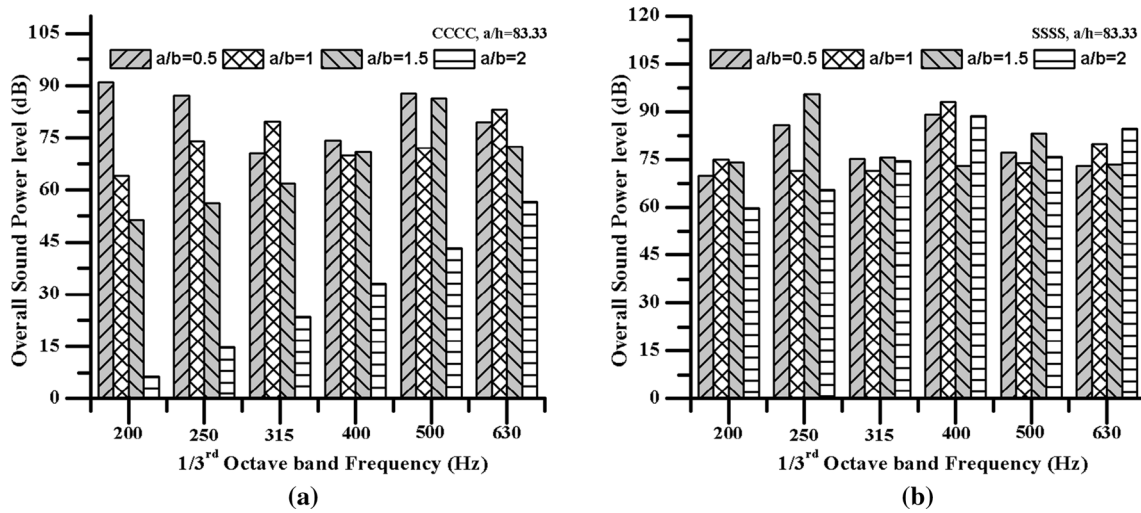 CCCC, a/h=83.33
a/b=0.5 a/b=1 a/b=1.5 a/b=2
Overall Sound Power level (dB)
105
90
75
60
45
30
15
0
200 250 315 400 500 630
1/3rd Octave band Frequency (Hz)
(a)
SSSS, a/h=83.33
a/b=0.5 a/b=1 a/b=1.5 a/b=2
Overall Sound Power level (dB)
120
105
90
75
60
45
30
15
0
200 250 315 400 500 630
1/3rd Octave band Frequency (Hz)
(b)